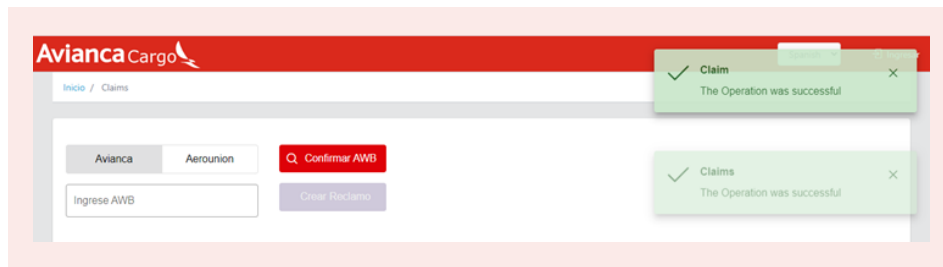 Avianca Cargo
Inicio / Claims
Claim
The Operation was successful
Avianca Aerounion
Confirmar AWB
Ingrese AWB
Crear Reclamo
Claims
The Operation was successful